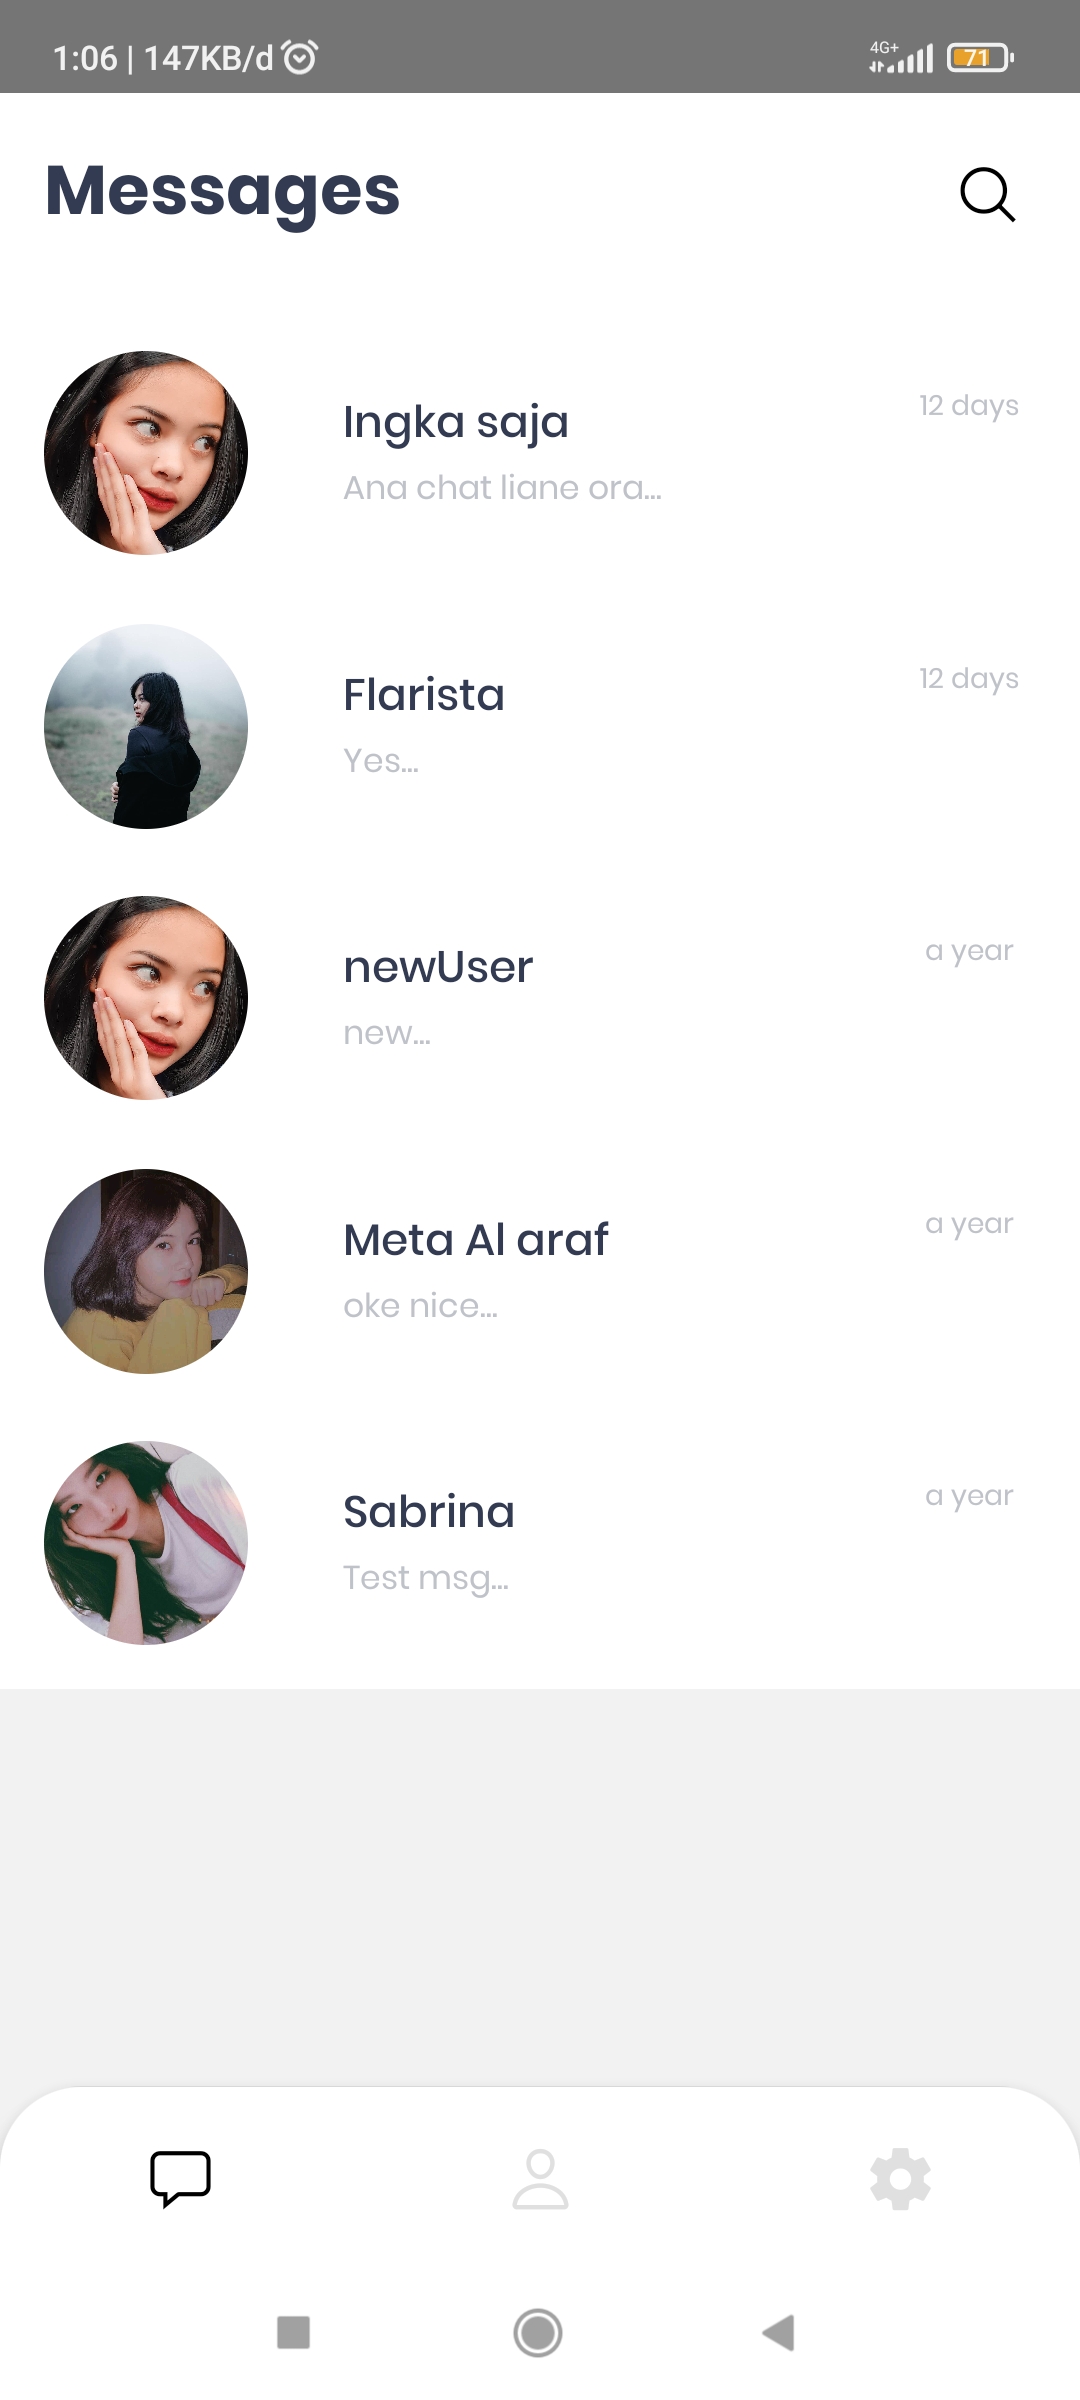 1:06 | 147KB/d
4G+
71
Messages
Ingka saja
12 days
Ana chat liane ora...
Flarista
12 days
Yes...
newUser
a year
new...
Meta Al araf
a year
oke nice...
Sabrina
a year
Test msg...